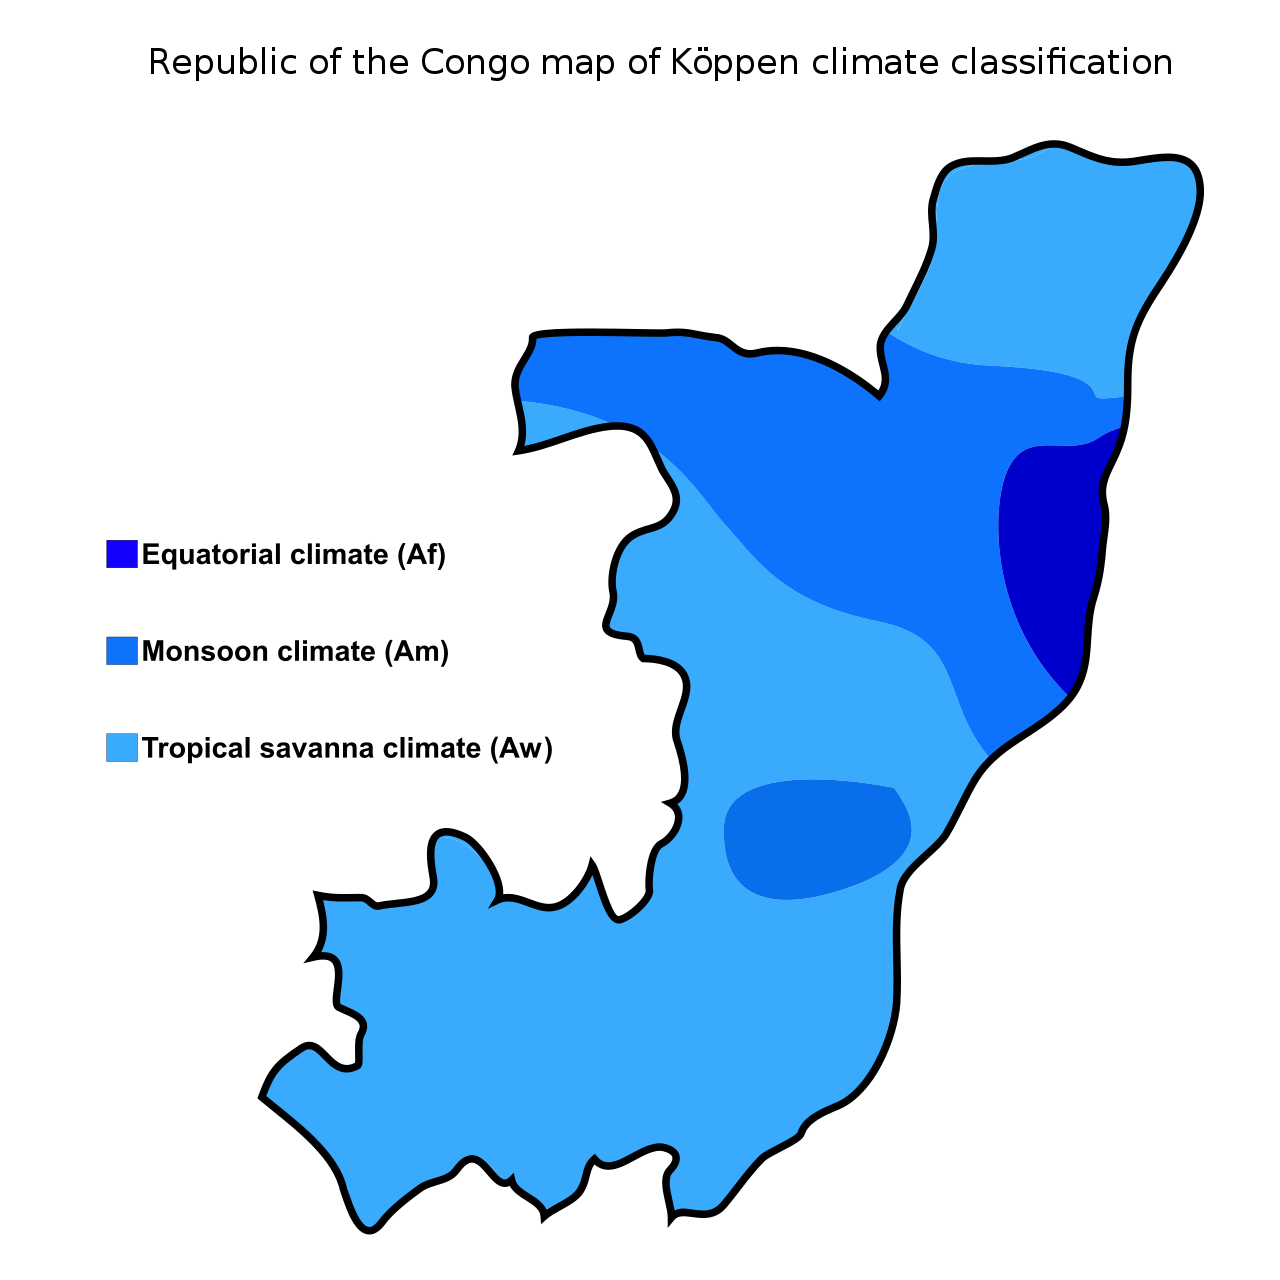 Republic of the Congo map of Köppen climate classification
Equatorial climate (Af)
Monsoon climate (Am)
Tropical savanna climate (Aw)